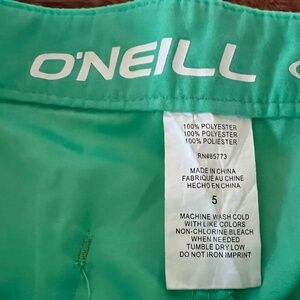 O'NEILL
100% POLYESTER
100% POLYESTER
100% POLIÉSTER
RN#85773
MADE IN CHINA
FABRIQUÉ AU CHINE
HECHO EN CHINA
5
MACHINE WASH COLD
WITH LIKE COLORS
NON-CHLORINE BLEACH
WHEN NEEDED
TUMBLE DRY LOW
DO NOT IRON IMPRINT